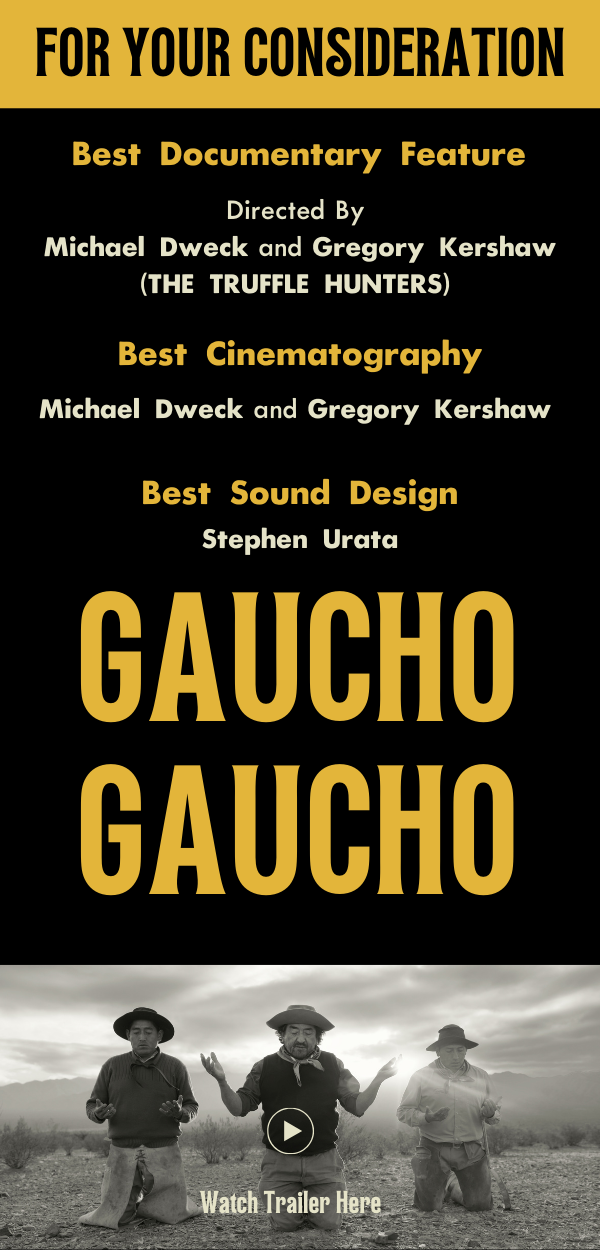 FOR YOUR CONSIDERATION
Best Documentary Feature
Directed By
Michael Dweck and Gregory Kershaw
(THE TRUFFLE HUNTERS)
Best Cinematography
Michael Dweck and Gregory Kershaw
Best Sound Design
Stephen Urata
GAUCHO
GAUCHO
Watch Trailer Here